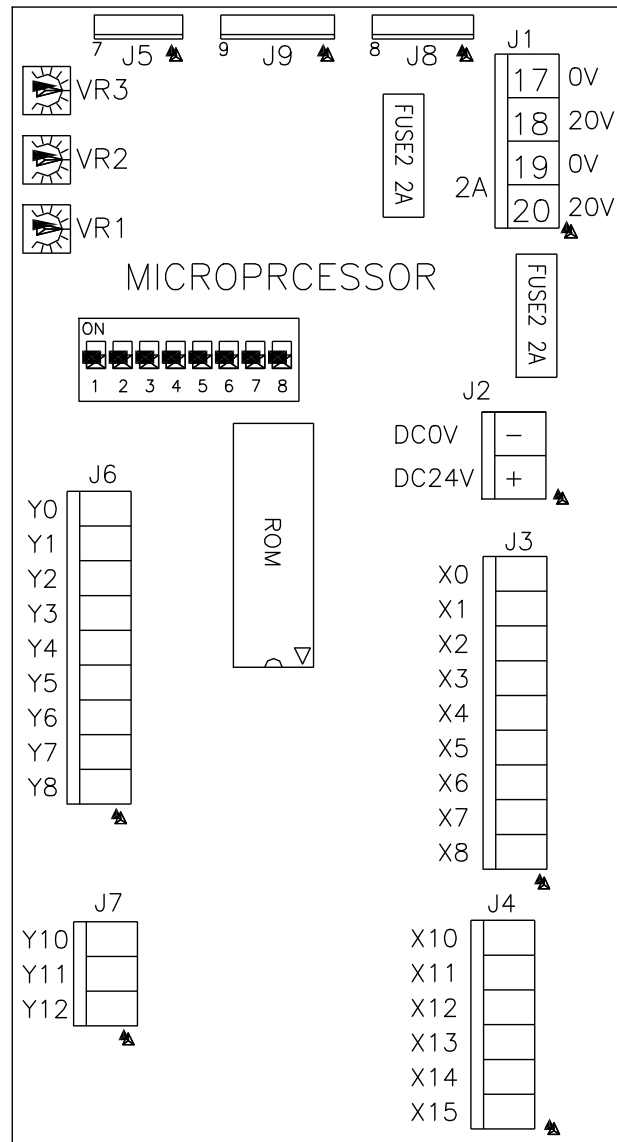 7 J5 9 J9 8 J8
J1
VR3
17 0V
18 20V
VR2
19 0V
2A 20 20V
VR1
FUSE2 2A
MICROPRCESSOR
FUSE2 2A
ON
1 2 3 4 5 6 7 8
J2
DC0V -
DC24V +
J6
Y0
Y1
Y2
Y3
Y4
Y5
Y6
Y7
Y8
ROM
J3
X0
X1
X2
X3
X4
X5
X6
X7
X8
J7
Y10
Y11
Y12
J4
X10
X11
X12
X13
X14
X15